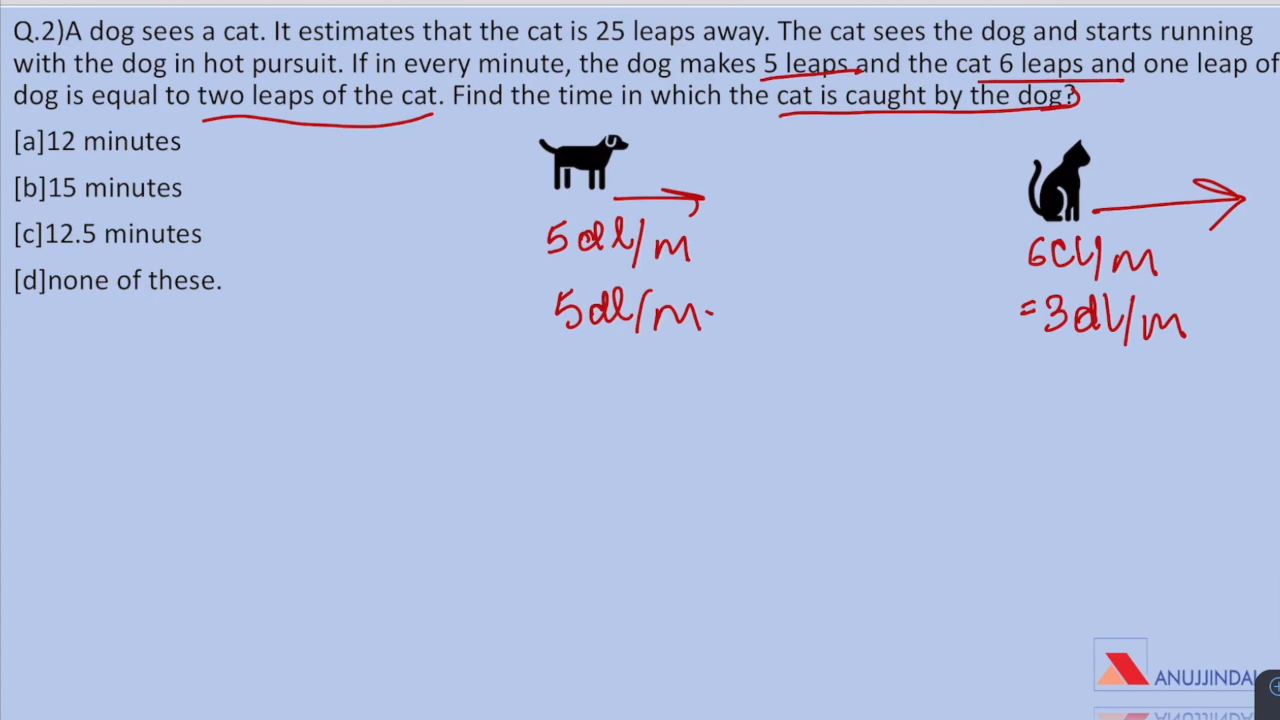 Q.2)A dog sees a cat. It estimates that the cat is 25 leaps away. The cat sees the dog and starts running
with the dog in hot pursuit. If in every minute, the dog makes 5 leaps and the cat 6 leaps and one leap of
dog is equal to two leaps of the cat. Find the time in which the cat is caught by the dog?
[a]12 minutes
[b]15 minutes
[c]12.5 minutes
[d]none of these.
5dl/m
6cl/m
5dl/m.
=3dl/m
ANUJJINDAL